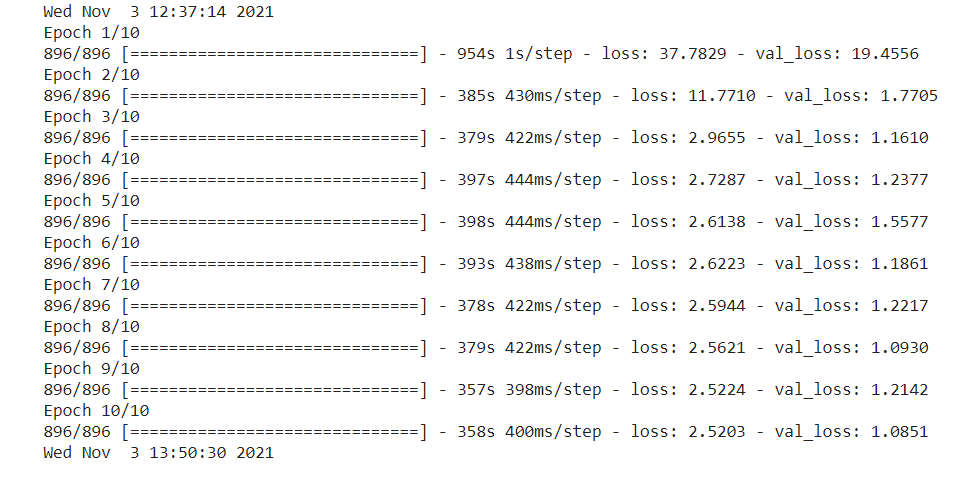 Wed Nov  3 12:37:14 2021
Epoch 1/10
896/896 [==============================] - 954s 1s/step - loss: 37.7829 - val_loss: 19.4556
Epoch 2/10
896/896 [==============================] - 385s 430ms/step - loss: 11.7710 - val_loss: 1.7705
Epoch 3/10
896/896 [==============================] - 379s 422ms/step - loss: 2.9655 - val_loss: 1.1610
Epoch 4/10
896/896 [==============================] - 397s 444ms/step - loss: 2.7287 - val_loss: 1.2377
Epoch 5/10
896/896 [==============================] - 398s 444ms/step - loss: 2.6138 - val_loss: 1.5577
Epoch 6/10
896/896 [==============================] - 393s 438ms/step - loss: 2.6223 - val_loss: 1.1861
Epoch 7/10
896/896 [==============================] - 378s 422ms/step - loss: 2.5944 - val_loss: 1.2217
Epoch 8/10
896/896 [==============================] - 379s 422ms/step - loss: 2.5621 - val_loss: 1.0930
Epoch 9/10
896/896 [==============================] - 357s 398ms/step - loss: 2.5224 - val_loss: 1.2142
Epoch 10/10
896/896 [==============================] - 358s 400ms/step - loss: 2.5203 - val_loss: 1.0851
Wed Nov  3 13:50:30 2021